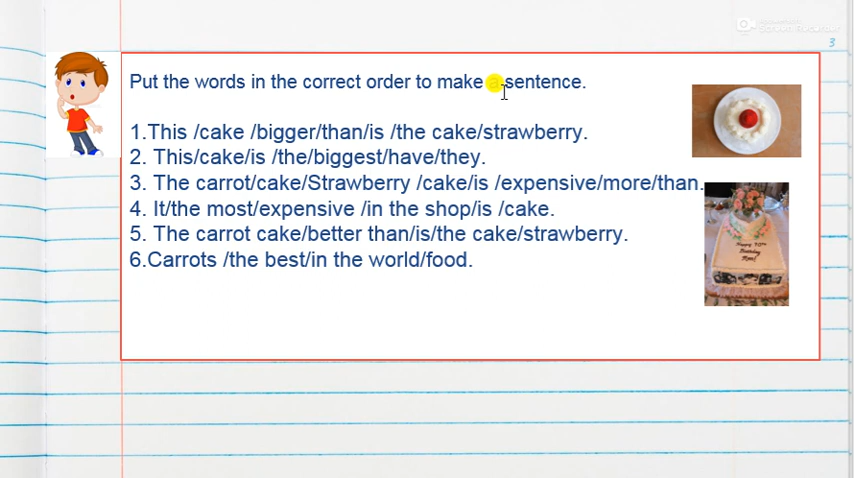 3
Put the words in the correct order to make a sentence.
1.This /cake /bigger/than/is /the cake/strawberry.
2. This/cake/is /the/biggest/have/they.
3. The carrot/cake/Strawberry /cake/is /expensive/more/than.
4. It/the most/expensive /in the shop/is /cake.
5. The carrot cake/better than/is/the cake/strawberry.
6.Carrots /the best/in the world/food.
Happy 70th
Birthday